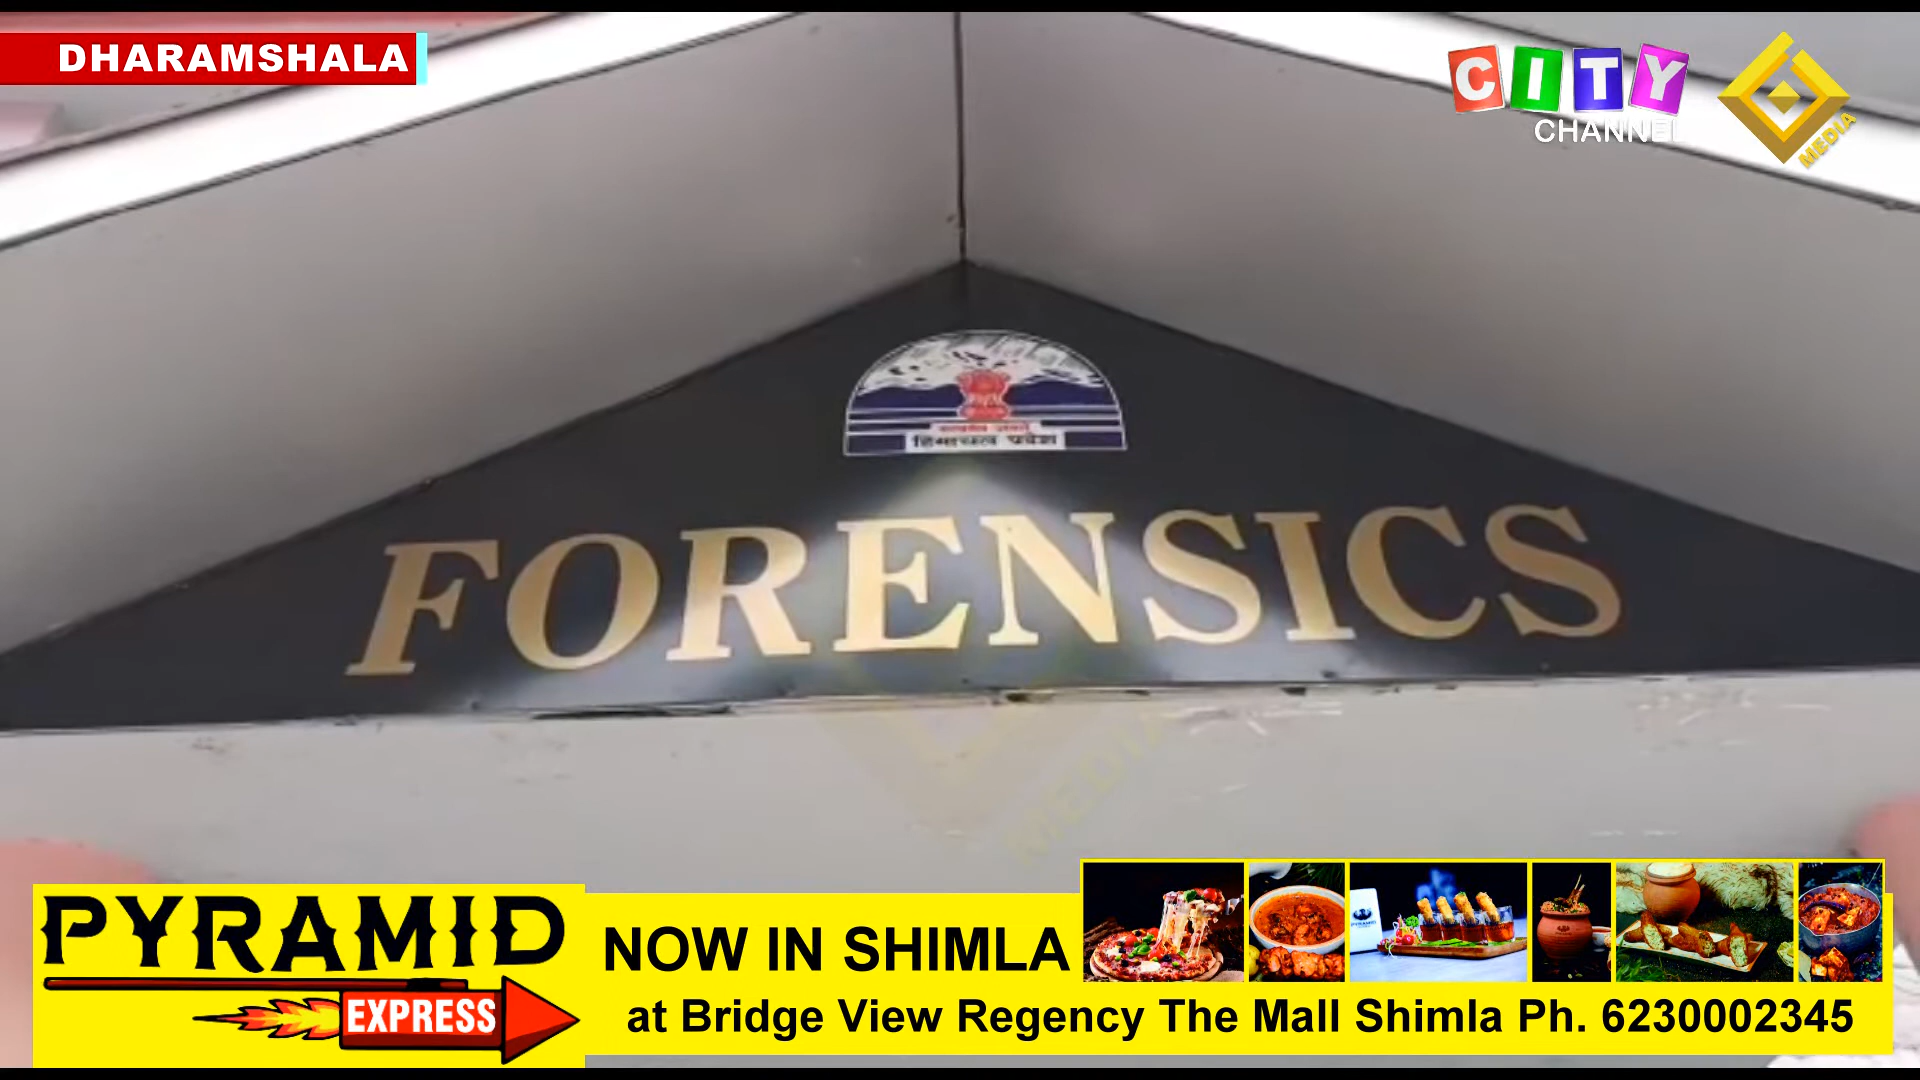 DHARAMSHALA
CITY
CHANNEL
MEDIA
हिमाचल प्रदेश
FORENSICS
MEDIA
PYRAMID
EXPRESS
NOW IN SHIMLA
at Bridge View Regency The Mall Shimla Ph. 6230002345